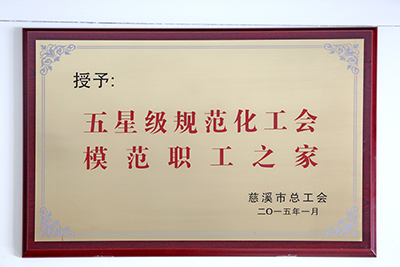 授予:
五星级规范化工会
模范职工之家
慈溪市总工会
二〇一五年一月